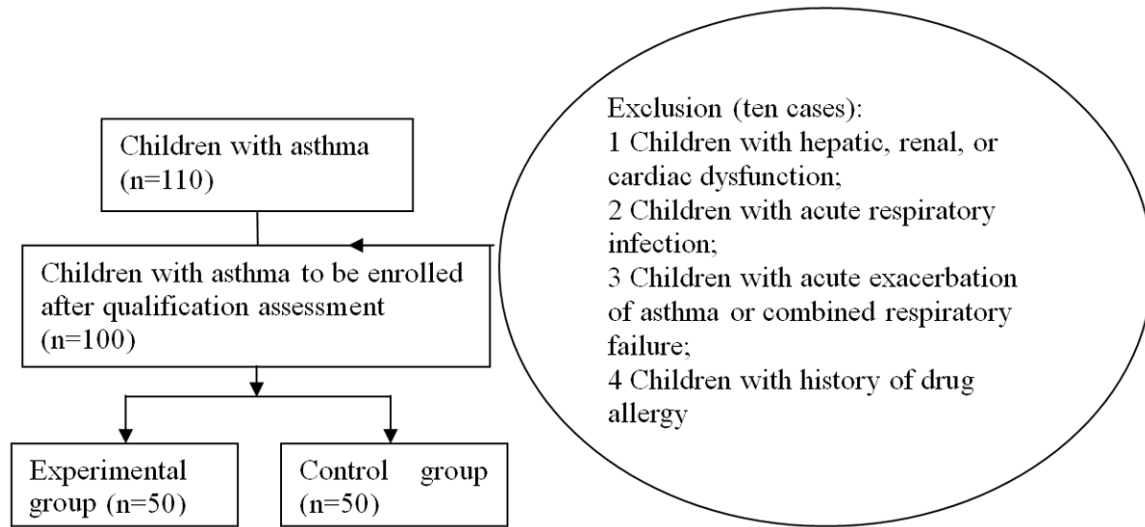 Children with asthma
(n=110)
Exclusion (ten cases):
1 Children with hepatic, renal, or
cardiac dysfunction;
2 Children with acute respiratory
infection;
3 Children with acute exacerbation
of asthma or combined respiratory
failure;
4 Children with history of drug
allergy
Children with asthma to be enrolled
after qualification assessment
(n=100)
Experimental
group (n=50)
Control group
(n=50)